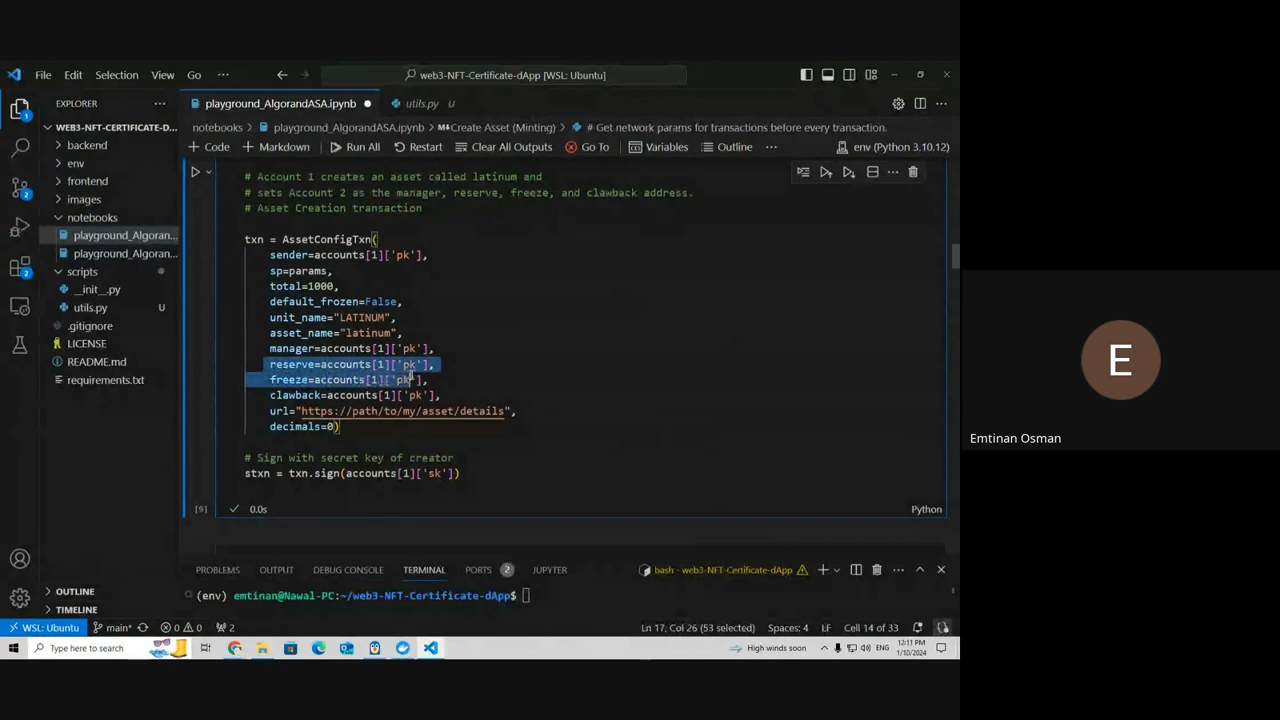 File Edit Selection View Go ···
web3-NFT-Certificate-dApp [WSL: Ubuntu]
EXPLORER ···
playground_AlgorandASA.ipynb
utils.py U
WEB3-NFT-CERTIFICATE-D...
backend
env
frontend
images
notebooks
playground_Algoran...
playground_Algoran...
scripts
__init__.py
utils.py U
.gitignore
LICENSE
README.md
requirements.txt
OUTLINE
TIMELINE
1
2
2
notebooks > playground_AlgorandASA.ipynb > M↓Create Asset (Minting) > # Get network params for transactions before every transaction.
+ Code + Markdown Run All Restart Clear All Outputs Go To Variables Outline ··· env (Python 3.10.12)
# Account 1 creates an asset called latinum and
# sets Account 2 as the manager, reserve, freeze, and clawback address.
# Asset Creation transaction
txn = AssetConfigTxn(
sender=accounts[1]['pk'],
sp=params,
total=1000,
default_frozen=False,
unit_name="LATINUM",
asset_name="latinum",
manager=accounts[1]['pk'],
reserve=accounts[1]['pk'],
freeze=accounts[1]['pk'],
clawback=accounts[1]['pk'],
url="https://path/to/my/asset/details",
decimals=0)
# Sign with secret key of creator
stxn = txn.sign(accounts[1]['sk'])
[9] 0.0s Python
PROBLEMS OUTPUT DEBUG CONSOLE TERMINAL PORTS 2 JUPYTER
bash - web3-NFT-Certificate-dApp
(env) emtinan@Nawal-PC:~/web3-NFT-Certificate-dApp$
WSL: Ubuntu main* 0 0 2
Ln 17, Col 26 (53 selected) Spaces: 4 LF Cell 14 of 33
Type here to search
High winds soon
ENG
12:11 PM
1/10/2024
E
Emtinan Osman